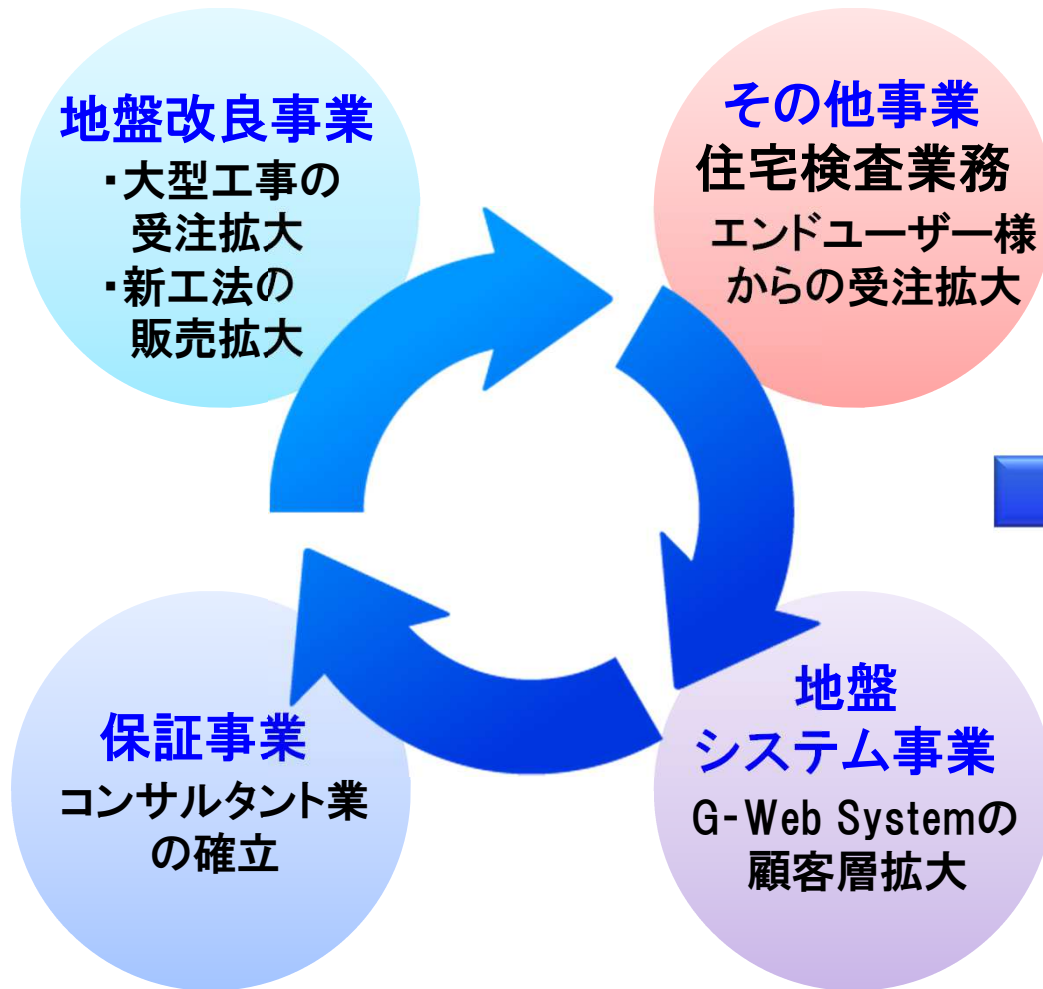 地盤改良事業
・大型工事の
受注拡大
・新工法の
販売拡大
その他事業
住宅検査業務
エンドユーザー様
からの受注拡大
保証事業
コンサルタント業
の確立
地盤
システム事業
G-Web Systemの
顧客層拡大